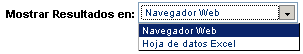 Mostrar Resultados en: Navegador Web
Navegador Web
Hoja de datos Excel